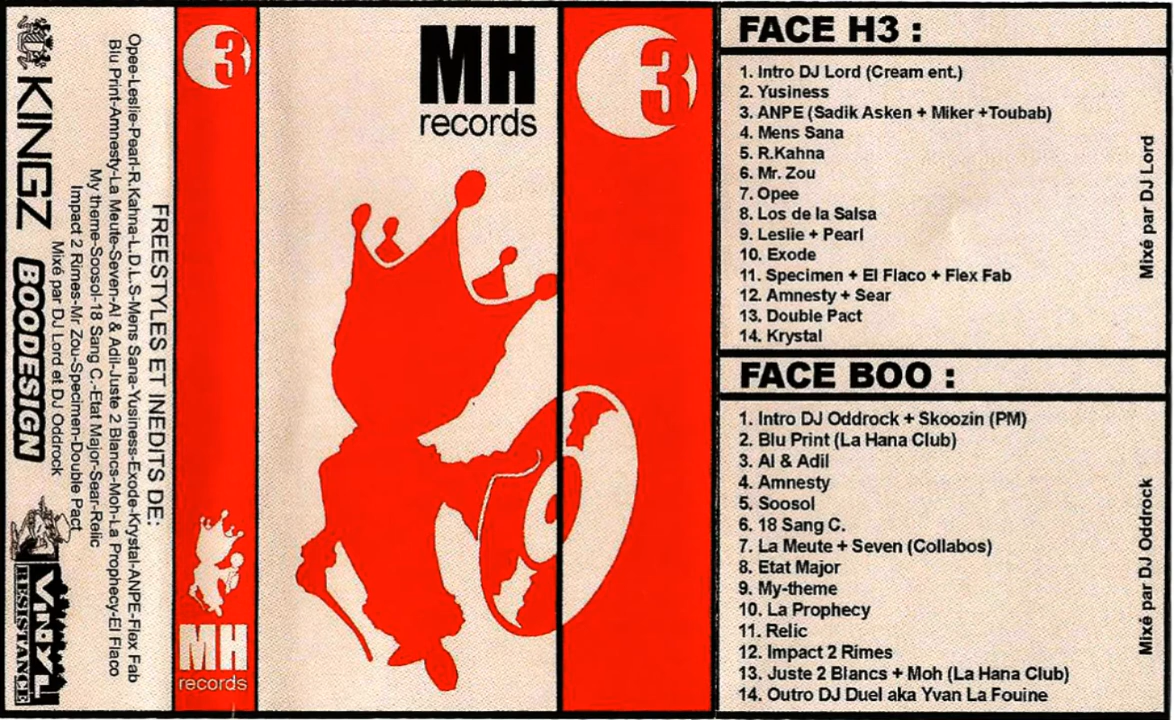 KINGZ
BOODESIGN
VINYL
RESISTANCE
FREESTYLES ET INEDITS DE:
Opee-Leslie-Pearl-R.Kahna-L.D.L.S-Mens Sana-Yusiness-Exode-Krystal-ANPE-Flex Fab
Blu Print-Amnesty-La Meute-Seven-Al & Adil-Juste 2 Blancs-Moh-La Prophecy-El Flaco
My theme-Soosol-18 Sang C.-Etat Major-Sear-Relic
Impact 2 Rimes-Mr Zou-Specimen-Double Pact
Mixé par DJ Lord et DJ Oddrock
3
MH
records
MH
records
3
FACE H3 :
1. Intro DJ Lord (Cream ent.)
2. Yusiness
3. ANPE (Sadik Asken + Miker +Toubab)
4. Mens Sana
5. R.Kahna
6. Mr. Zou
7. Opee
8. Los de la Salsa
9. Leslie + Pearl
10. Exode
11. Specimen + El Flaco + Flex Fab
12. Amnesty + Sear
13. Double Pact
14. Krystal
Mixé par DJ Lord
FACE BOO :
1. Intro DJ Oddrock + Skoozin (PM)
2. Blu Print (La Hana Club)
3. Al & Adil
4. Amnesty
5. Soosol
6. 18 Sang C.
7. La Meute + Seven (Collabos)
8. Etat Major
9. My-theme
10. La Prophecy
11. Relic
12. Impact 2 Rimes
13. Juste 2 Blancs + Moh (La Hana Club)
14. Outro DJ Duel aka Yvan La Fouine
Mixé par DJ Oddrock